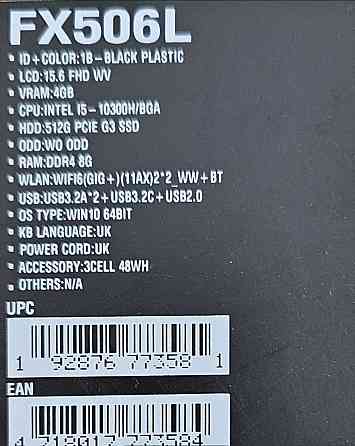 FX506L
ID+COLOR:1B-BLACK PLASTIC
LCD:15.6 FHD WV
VRAM:4GB
CPU:INTEL I5-10300H/BGA
HDD:512G PCIE G3 SSD
ODD:WO ODD
RAM:DDR4 8G
WLAN:WIFI6(GIG+)(11AX)2*2_WW+BT
USB:USB3.2A*2+USB3.2C+USB2.0
OS TYPE:WIN10 64BIT
KB LANGUAGE:UK
POWER CORD:UK
ACCESSORY:3CELL 48WH
OTHERS:N/A
UPC
1 92876 77358 1
EAN
4 718017 773584